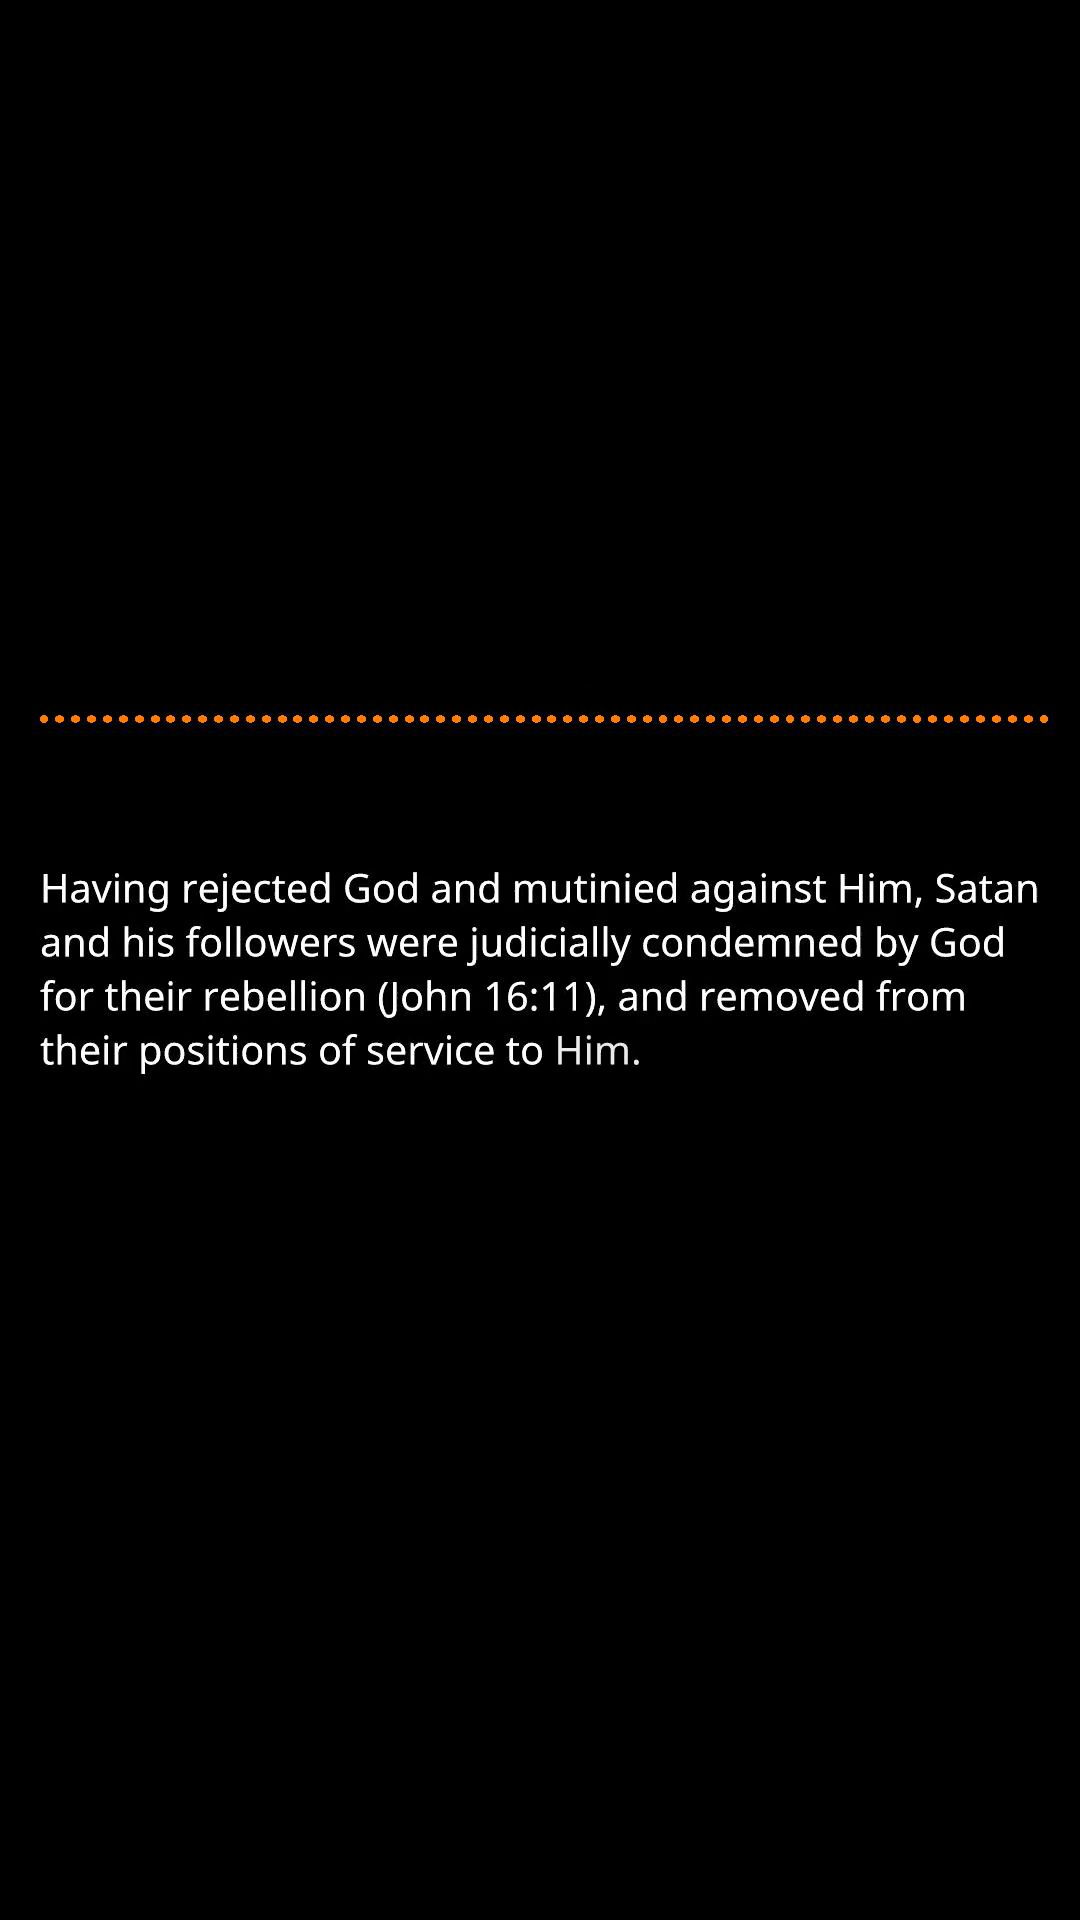 Having rejected God and mutinied against Him, Satan
and his followers were judicially condemned by God
for their rebellion (John 16:11), and removed from
their positions of service to Him.